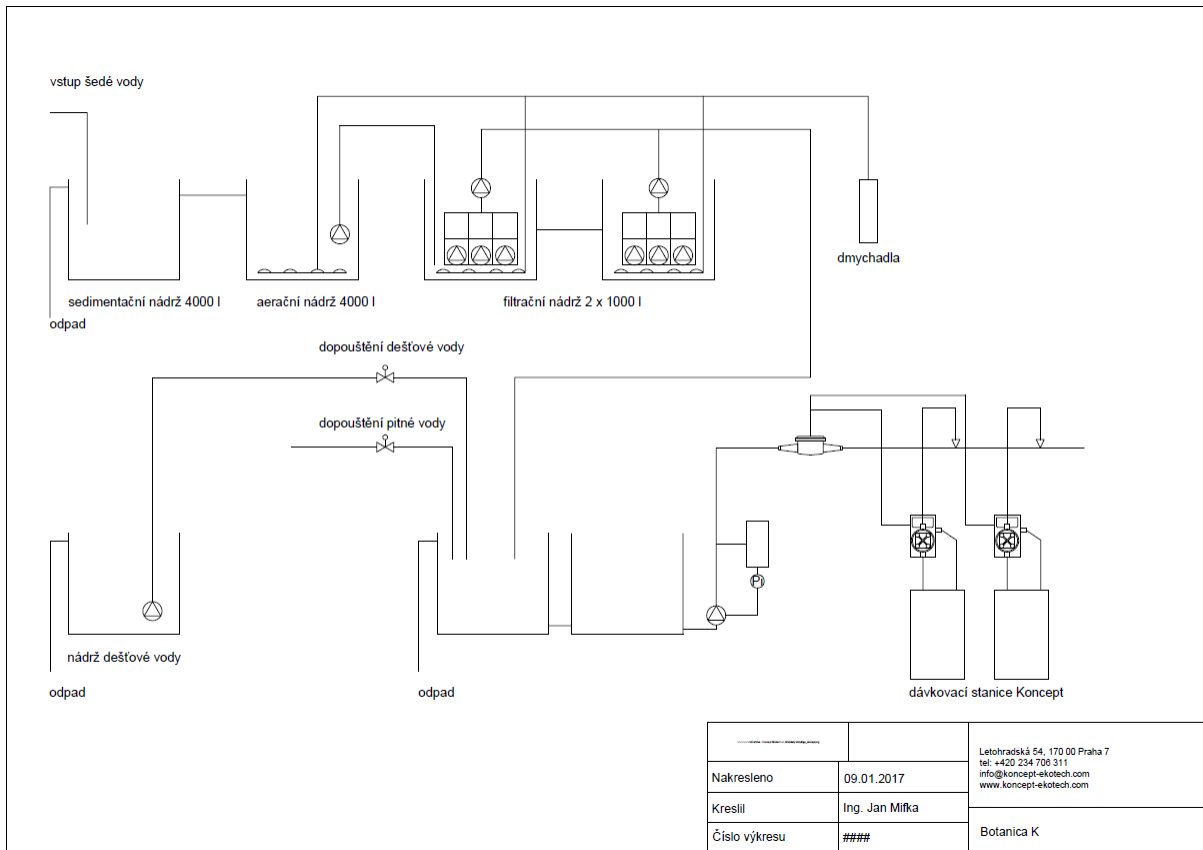 vstup šedé vody
dmychadla
sedimentační nádrž 4000 l
aerační nádrž 4000 l
filtrační nádrž 2 x 1000 l
odpad
dopouštění dešťové vody
dopouštění pitné vody
PI
nádrž dešťové vody
odpad
odpad
dávkovací stanice Koncept
Letohradská 54, 170 00 Praha 7
tel: +420 234 706 311
info@koncept-ekotech.com
www.koncept-ekotech.com
Nakresleno 09.01.2017
Kreslil Ing. Jan Mifka
Číslo výkresu ####
Botanica K